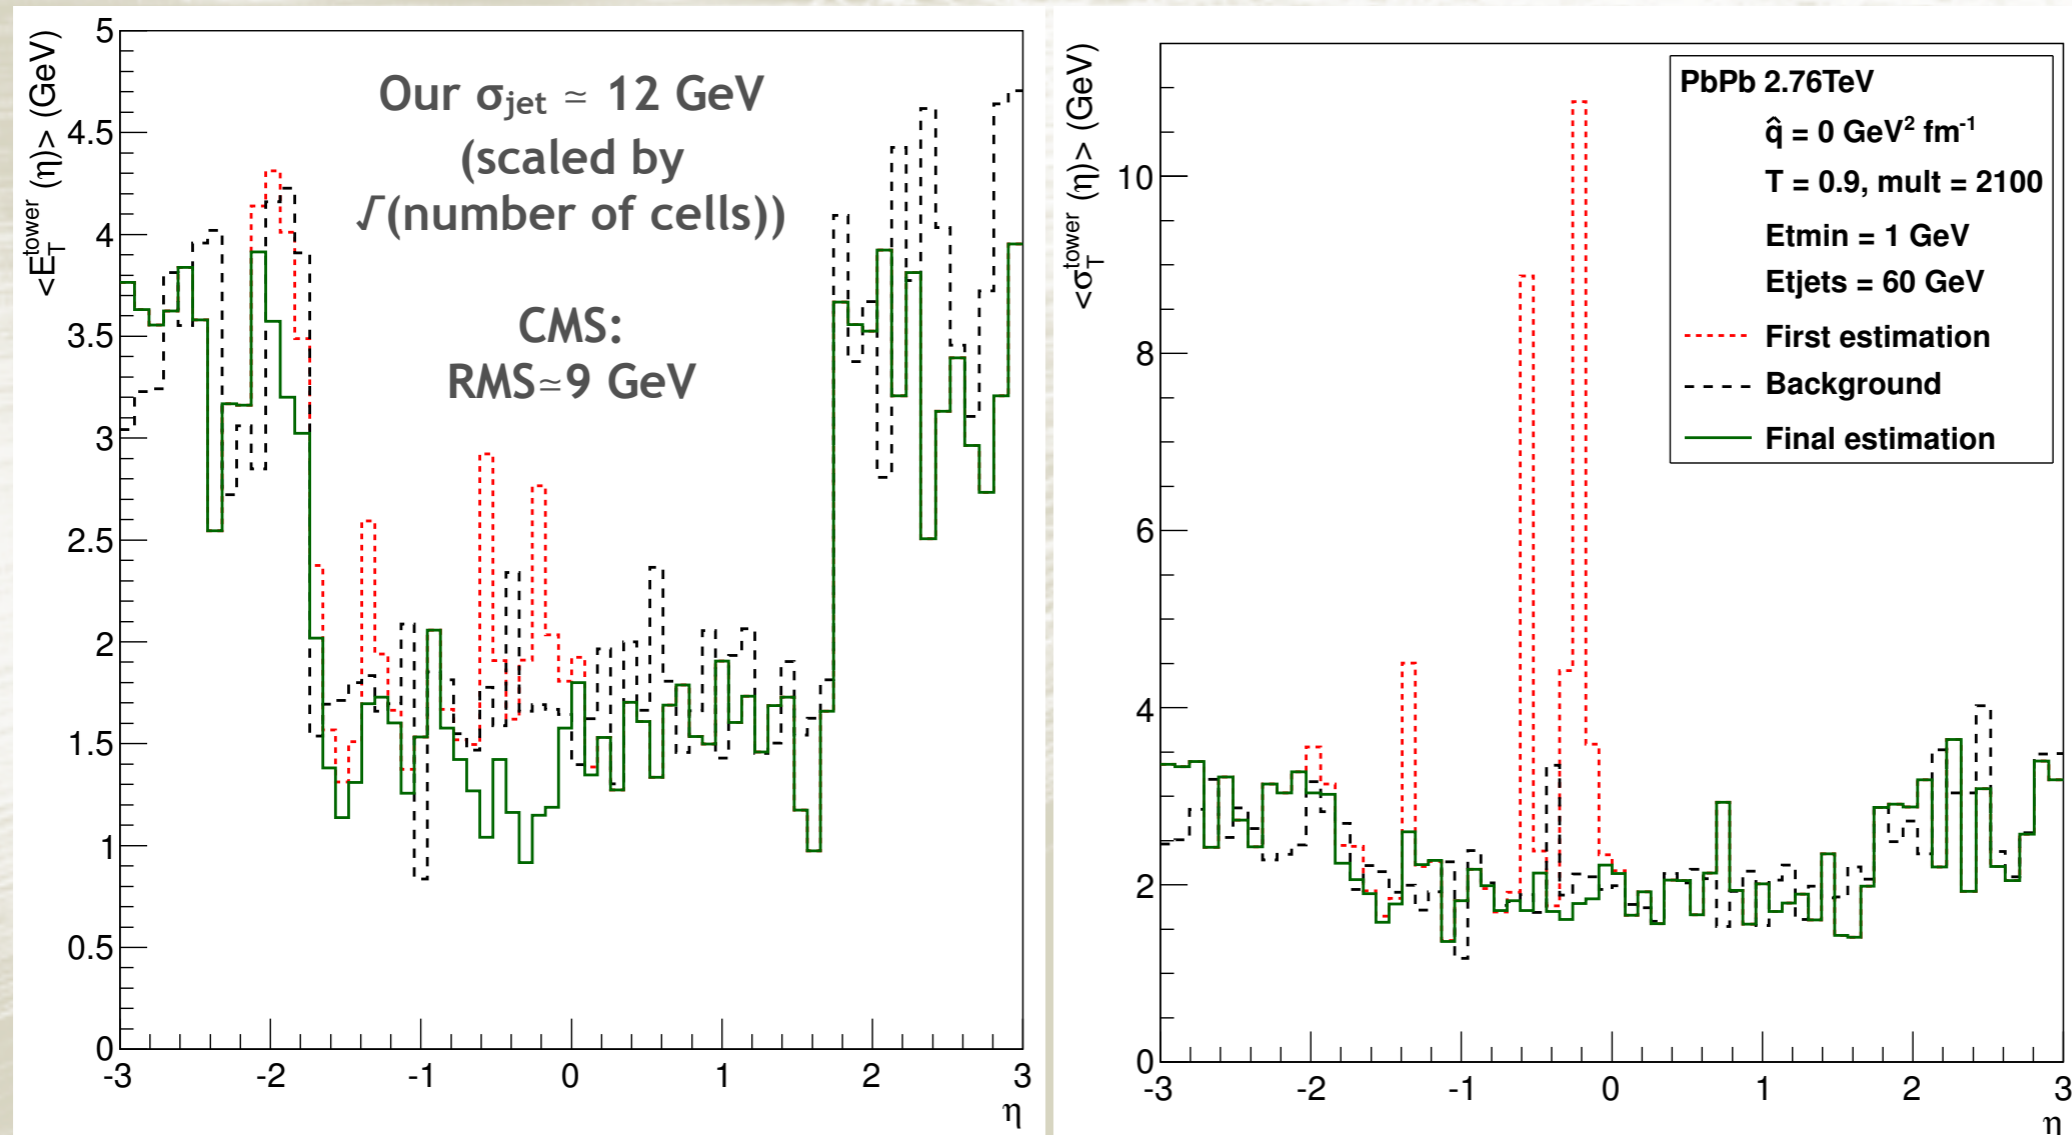 <E_T^tower (η)> (GeV)
5
4.5
4
3.5
3
2.5
2
1.5
1
0.5
0
-3 -2 -1 0 1 2 3
η
Our σjet ≃ 12 GeV
(scaled by
√(number of cells))
CMS:
RMS≃9 GeV
<σ_T^tower (η)> (GeV)
10
8
6
4
2
0
-3 -2 -1 0 1 2 3
η
PbPb 2.76TeV
q̂ = 0 GeV² fm⁻¹
T = 0.9, mult = 2100
Etmin = 1 GeV
Etjets = 60 GeV
First estimation
Background
Final estimation